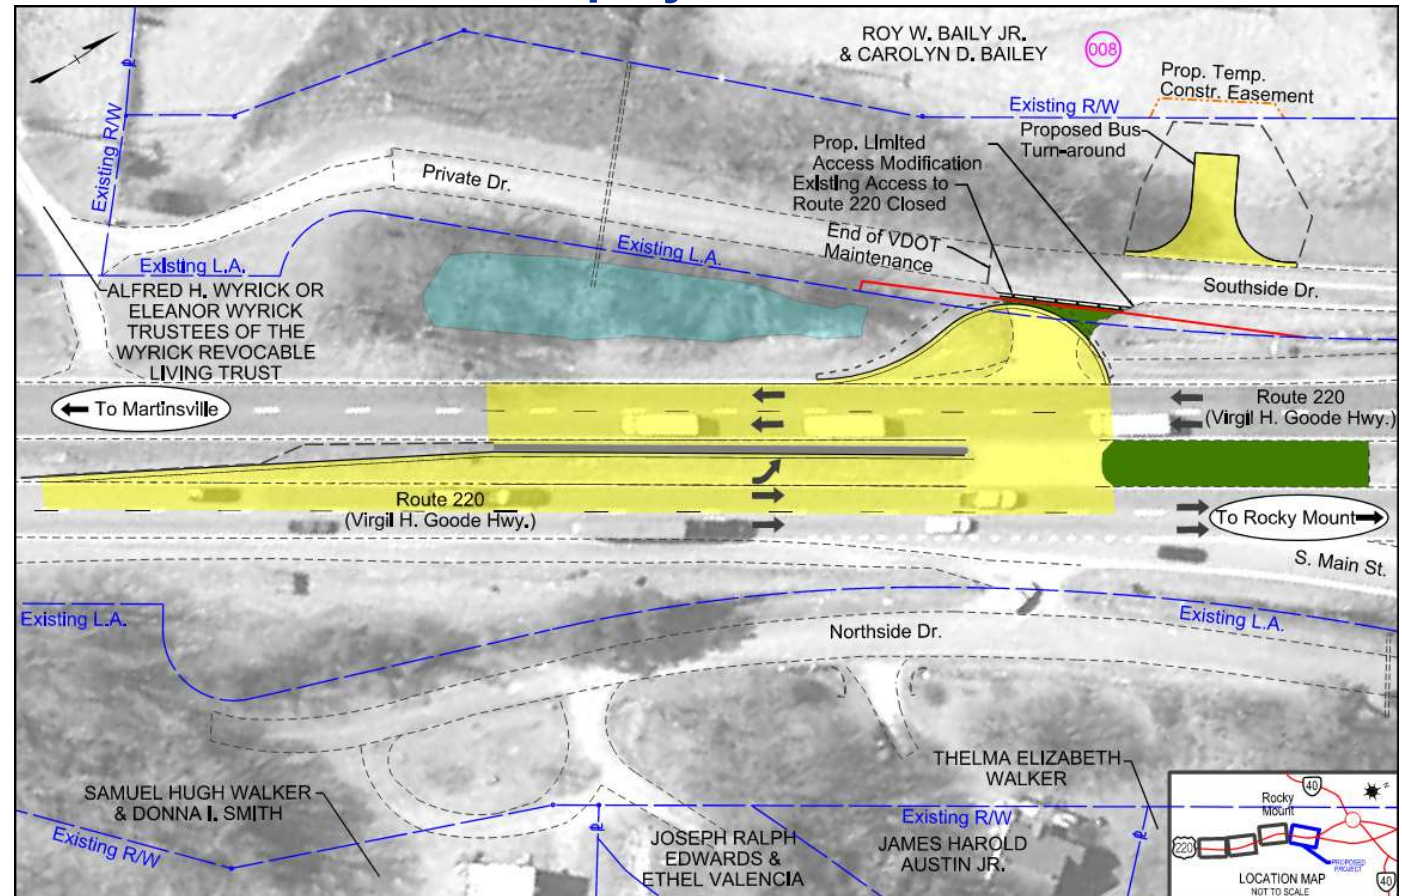 ROY W. BAILY JR.
& CAROLYN D. BAILEY
008
Prop. Temp.
Constr. Easement
Existing R/W
Existing R/W
Proposed Bus
Turn-around
Prop. Limited
Access Modification
Existing Access to
Route 220 Closed
Private Dr.
End of VDOT
Maintenance
Existing L.A.
Existing L.A.
Southside Dr.
ALFRED H. WYRICK OR
ELEANOR WYRICK
TRUSTEES OF THE
WYRICK REVOCABLE
LIVING TRUST
To Martinsville
Route 220
(Virgil H. Goode Hwy.)
Route 220
(Virgil H. Goode Hwy.)
To Rocky Mount
S. Main St.
Existing L.A.
Existing L.A.
Northside Dr.
THELMA ELIZABETH
WALKER
SAMUEL HUGH WALKER
& DONNA I. SMITH
Existing R/W
JOSEPH RALPH
EDWARDS &
ETHEL VALENCIA
Existing R/W
JAMES HAROLD
AUSTIN JR.
40
Rocky
Mount
220
PROPOSED
PROJECT
LOCATION MAP
NOT TO SCALE
40